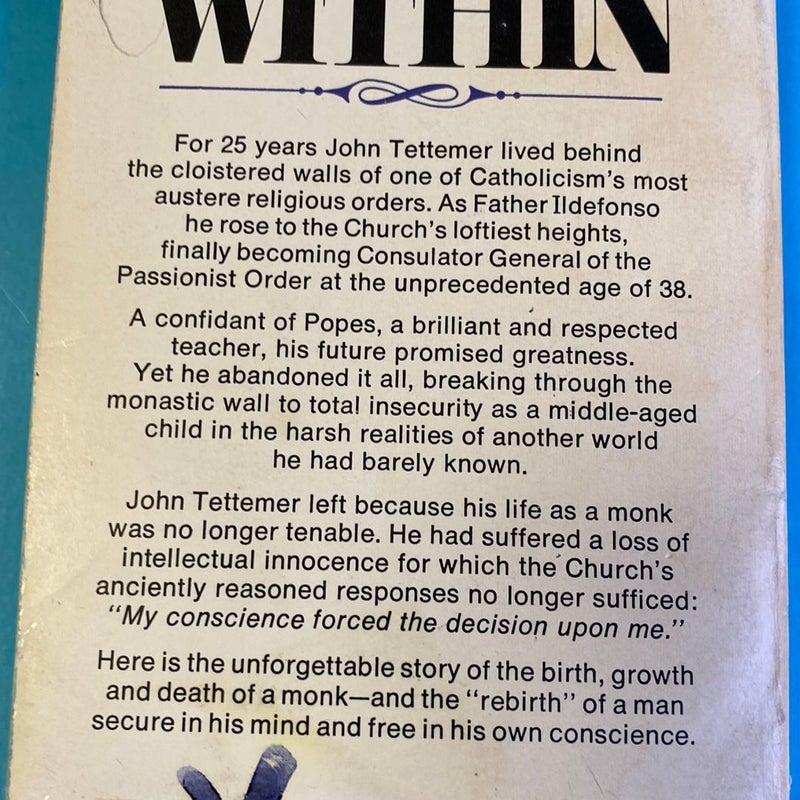 WITHIN
For 25 years John Tettemer lived behind
the cloistered walls of one of Catholicism's most
austere religious orders. As Father Ildefonso
he rose to the Church's loftiest heights,
finally becoming Consulator General of the
Passionist Order at the unprecedented age of 38.
A confidant of Popes, a brilliant and respected
teacher, his future promised greatness.
Yet he abandoned it all, breaking through the
monastic wall to total insecurity as a middle-aged
child in the harsh realities of another world
he had barely known.
John Tettemer left because his life as a monk
was no longer tenable. He had suffered a loss of
intellectual innocence for which the Church's
anciently reasoned responses no longer sufficed:
"My conscience forced the decision upon me."
Here is the unforgettable story of the birth, growth
and death of a monk—and the "rebirth" of a man
secure in his mind and free in his own conscience.